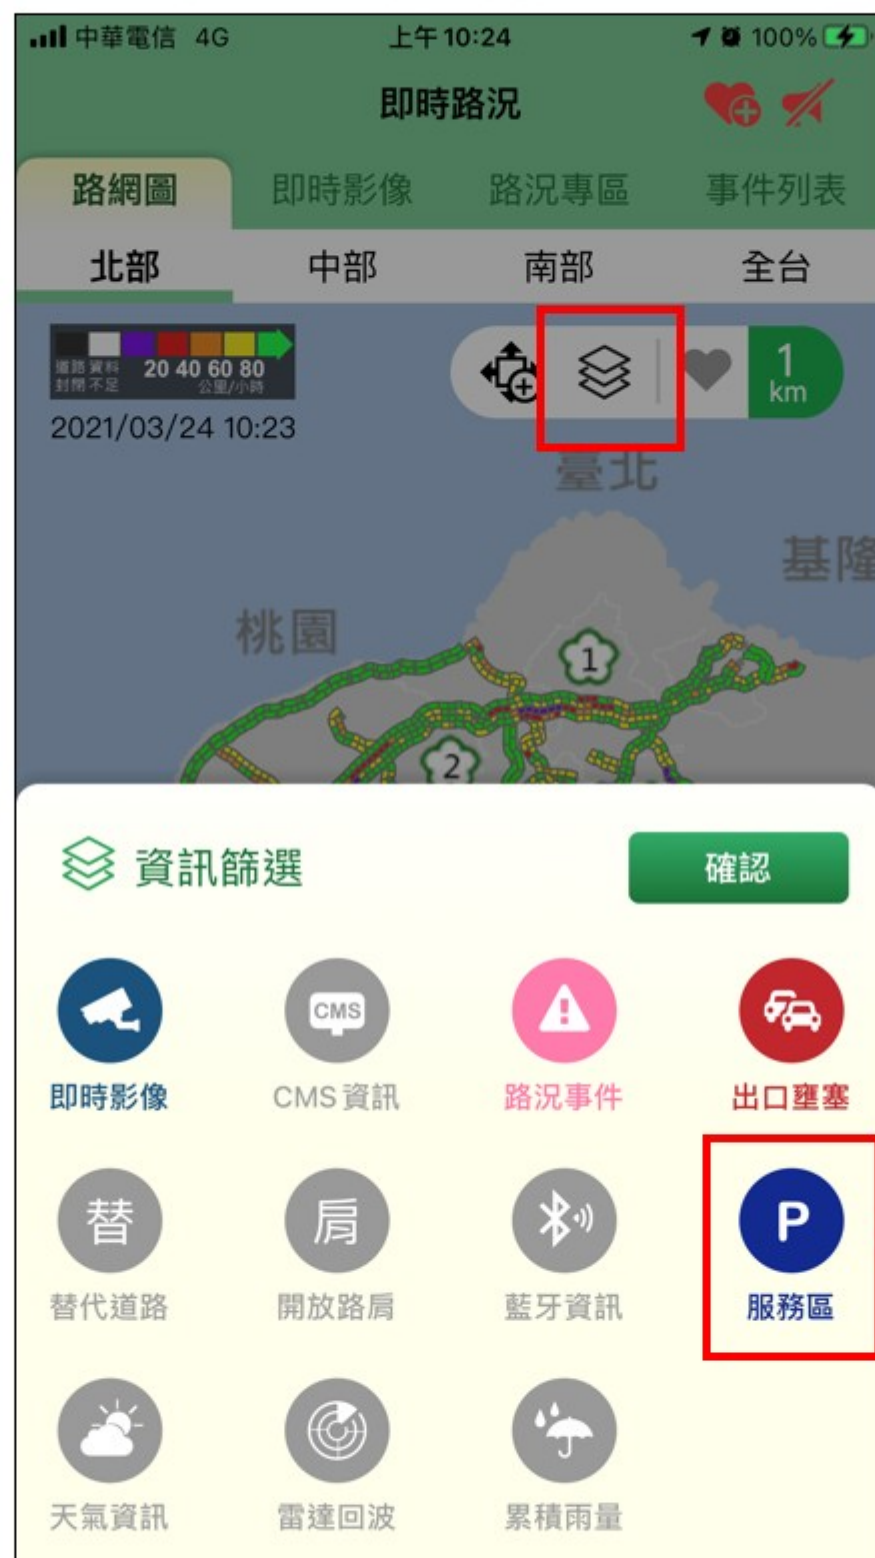 中華電信 4G 上午10:24 100%
即時路況
路網圖 即時影像 路況專區 事件列表
北部 中部 南部 全台
道路 資料 20 40 60 80
封閉 不足 公里/小時
1
km
2021/03/24 10:23
臺北
基隆
桃園
1
2
資訊篩選 確認
CMS
即時影像 CMS 資訊 路況事件 出口壅塞
替 肩 P
替代道路 開放路肩 藍牙資訊 服務區
天氣資訊 雷達回波 累積雨量